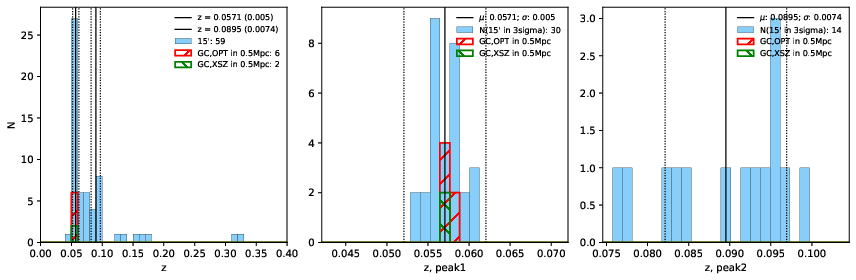 z = 0.0571 (0.005)
z = 0.0895 (0.0074)
15': 59
GC,OPT in 0.5Mpc: 6
GC,XSZ in 0.5Mpc: 2
N
25
20
15
10
5
0
0.00 0.05 0.10 0.15 0.20 0.25 0.30 0.35 0.40
z
μ: 0.0571; σ: 0.005
N(15' in 3sigma): 30
GC,OPT in 0.5Mpc
GC,XSZ in 0.5Mpc
8
6
4
2
0
0.045 0.050 0.055 0.060 0.065 0.070
z, peak1
μ: 0.0895; σ: 0.0074
N(15' in 3sigma): 14
GC,OPT in 0.5Mpc
GC,XSZ in 0.5Mpc
3.0
2.5
2.0
1.5
1.0
0.5
0.0
0.075 0.080 0.085 0.090 0.095 0.100
z, peak2